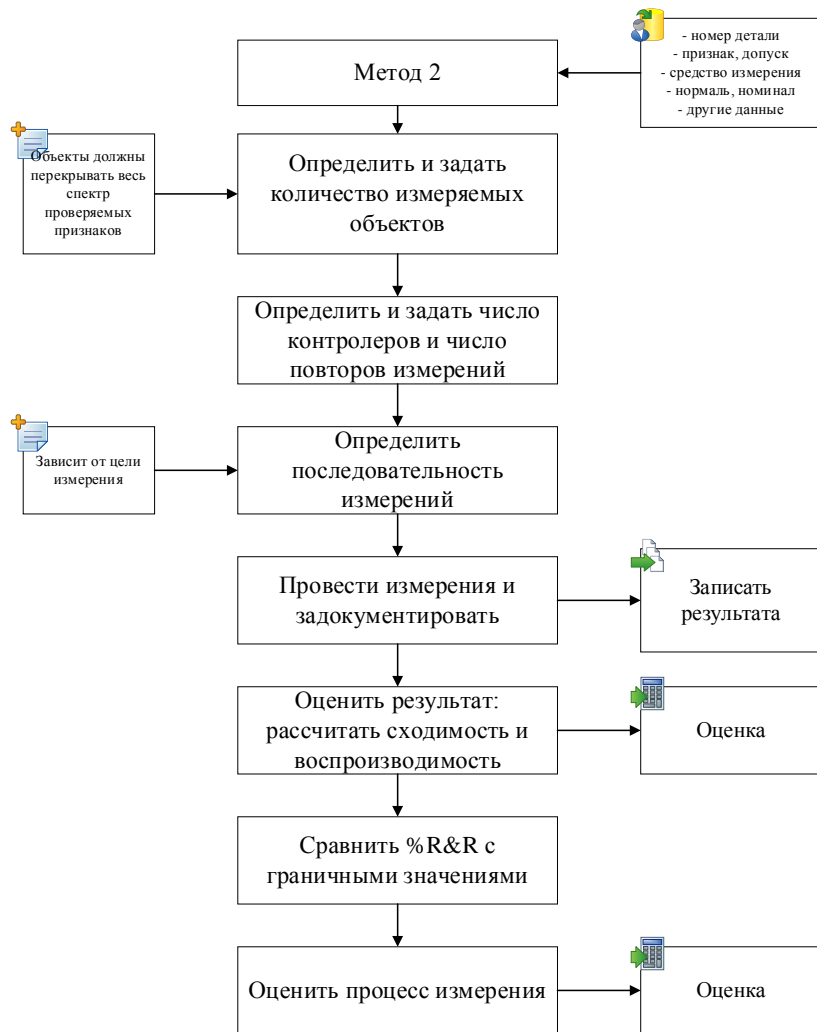 Метод 2
- номер детали
- признак, допуск
- средство измерения
- нормаль, номинал
- другие данные
Объекты должны
перекрывать весь
спектр
проверяемых
признаков
Определить и задать
количество измеряемых
объектов
Определить и задать число
контролеров и число
повторов измерений
Зависит от цели
измерения
Определить
последовательность
измерений
Провести измерения и
задокументировать
Записать
результата
Оценить результат:
рассчитать сходимость и
воспроизводимость
Оценка
Сравнить %R&R с
граничными значениями
Оценить процесс измерения
Оценка